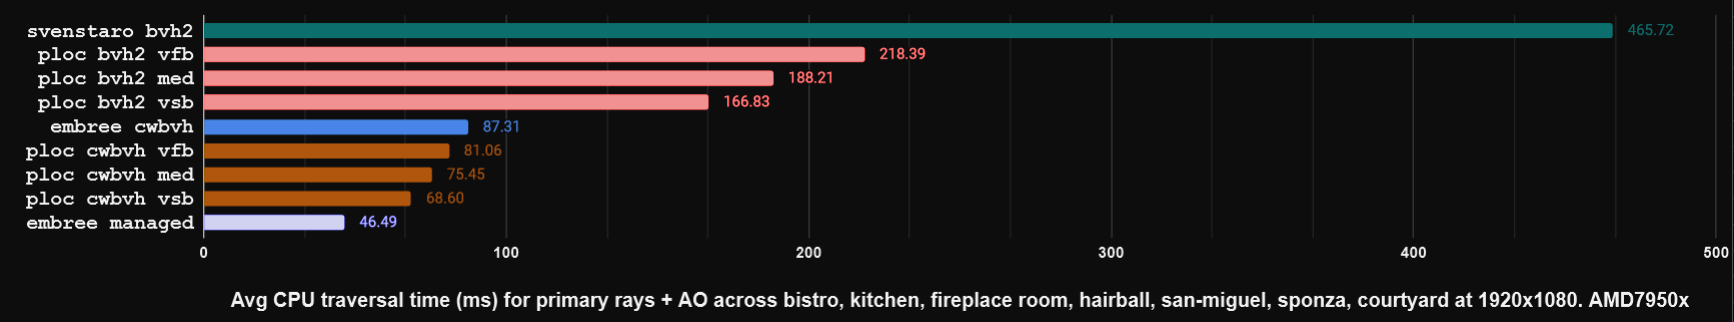 svenstaro bvh2 465.72
ploc bvh2 vfb 218.39
ploc bvh2 med 188.21
ploc bvh2 vsb 166.83
embree cwbvh 87.31
ploc cwbvh vfb 81.06
ploc cwbvh med 75.45
ploc cwbvh vsb 68.60
embree managed 46.49
0 100 200 300 400 500
Avg CPU traversal time (ms) for primary rays + AO across bistro, kitchen, fireplace room, hairball, san-miguel, sponza, courtyard at 1920x1080. AMD7950x